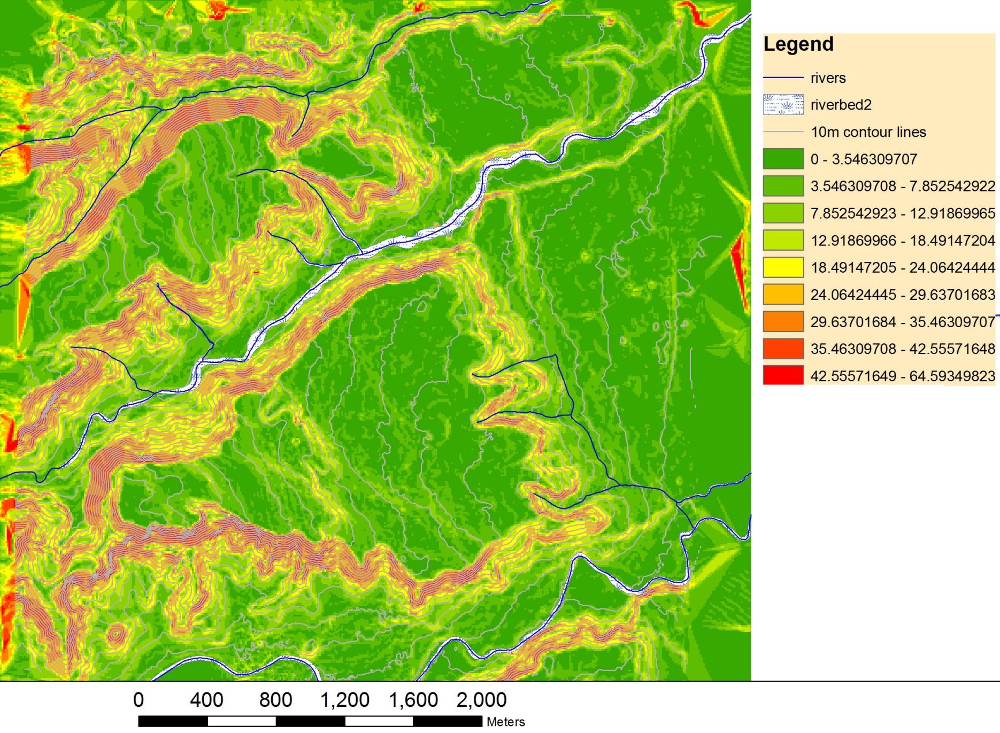 Legend
rivers
riverbed2
10m contour lines
0 - 3.546309707
3.546309708 - 7.852542922
7.852542923 - 12.91869965
12.91869966 - 18.49147204
18.49147205 - 24.06424444
24.06424445 - 29.63701683
29.63701684 - 35.46309707
35.46309708 - 42.55571648
42.55571649 - 64.59349823
0 400 800 1,200 1,600 2,000
Meters